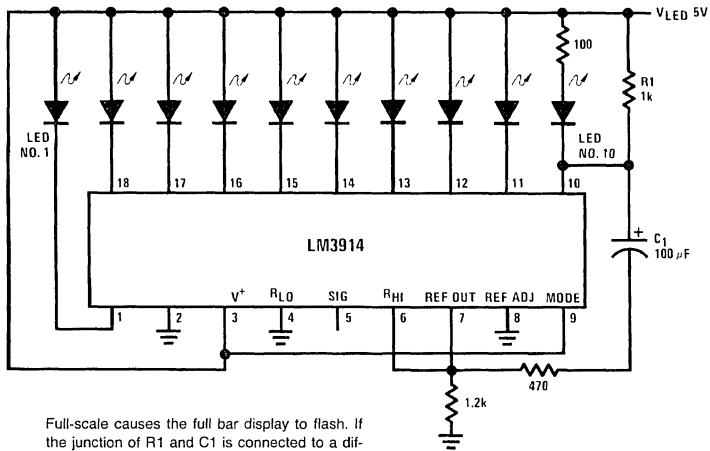 V_LED 5V
100
R1
1k
LED
NO. 1
LED
NO. 10
18 17 16 15 14 13 12 11 10
LM3914
C1
100 μF
V+ RLO SIG RHI REF OUT REF ADJ MODE
1 2 3 4 5 6 7 8 9
470
1.2k
Full-scale causes the full bar display to flash. If
the junction of R1 and C1 is connected to a dif-